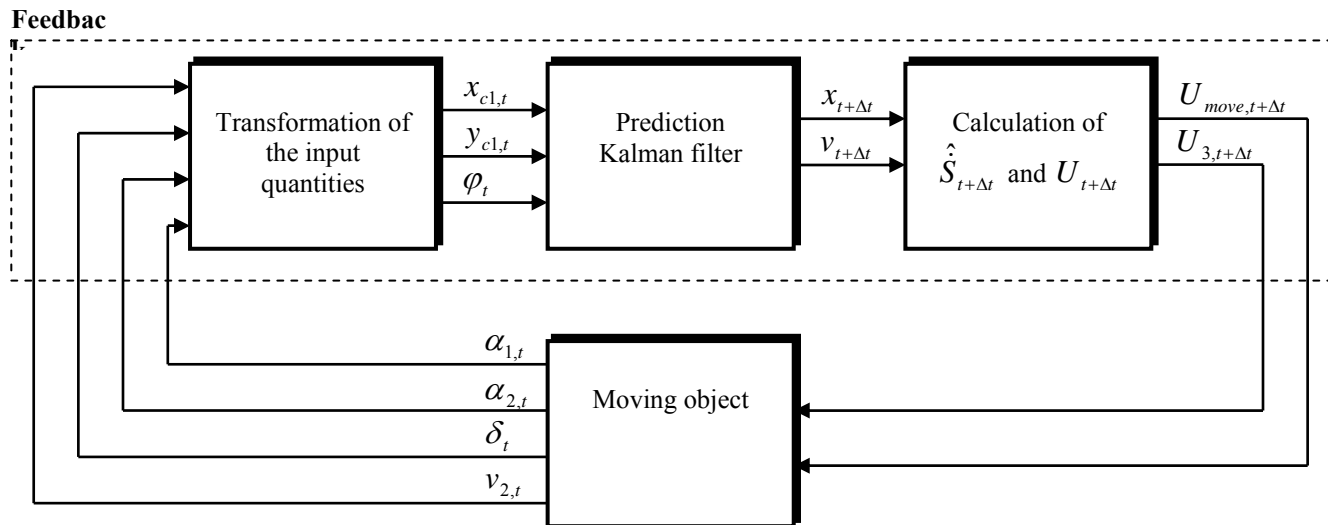 Feedbac
k
Transformation of
the input
quantities
x_{c1,t}
y_{c1,t}
φ_t
Prediction
Kalman filter
x_{t+Δt}
v_{t+Δt}
Calculation of
\hat{\dot{S}}_{t+Δt} and U_{t+Δt}
U_{move,t+Δt}
U_{3,t+Δt}
α_{1,t}
α_{2,t}
δ_t
v_{2,t}
Moving object